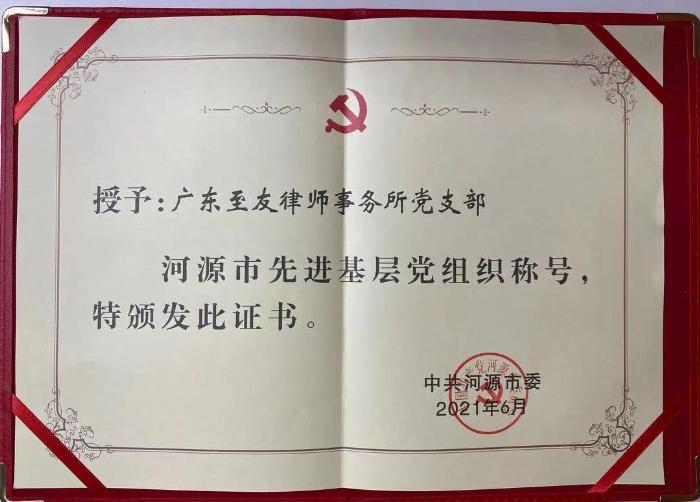 授予：广东至友律师事务所党支部
河源市先进基层党组织称号，
特颁发此证书。
中共河源市委
2021年6月